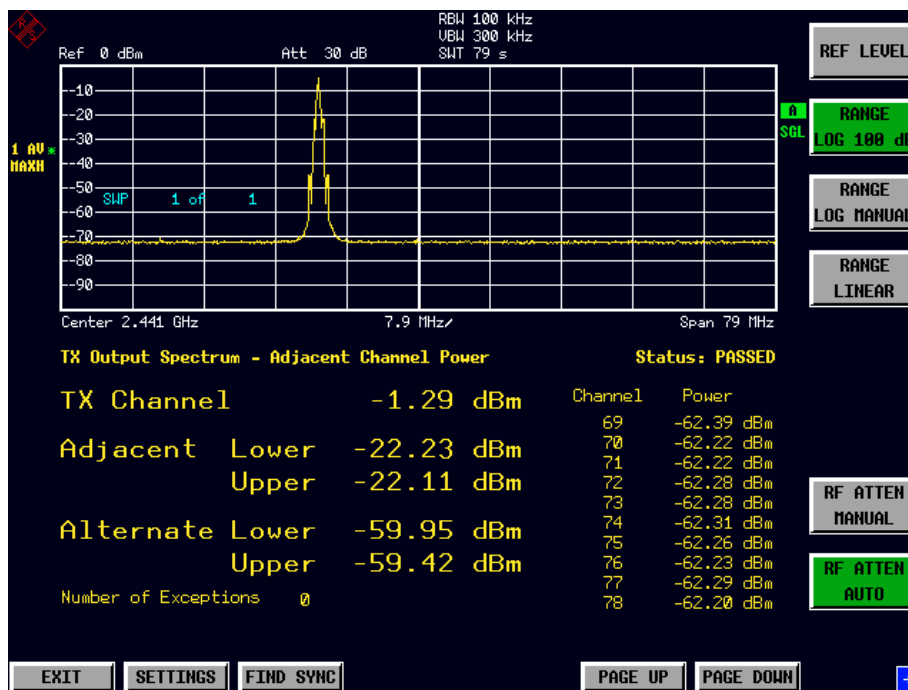 RBW 100 kHz
VBW 300 kHz
Ref 0 dBm Att 30 dB SWT 79 s
REF LEVEL
-10
-20
A
RANGE
LOG 100 dB
-30
SGL
1 AV *
MAXH
-40
-50
SWP 1 of 1
RANGE
LOG MANUAL
-60
-70
-80
-90
RANGE
LINEAR
Center 2.441 GHz 7.9 MHz/ Span 79 MHz
TX Output Spectrum - Adjacent Channel Power Status: PASSED
TX Channel -1.29 dBm
Adjacent Lower -22.23 dBm
Upper -22.11 dBm
Alternate Lower -59.95 dBm
Upper -59.42 dBm
Number of Exceptions 0
Channel Power
69 -62.39 dBm
70 -62.22 dBm
71 -62.22 dBm
72 -62.28 dBm
73 -62.28 dBm
74 -62.31 dBm
75 -62.26 dBm
76 -62.23 dBm
77 -62.29 dBm
78 -62.20 dBm
RF ATTEN
MANUAL
RF ATTEN
AUTO
EXIT SETTINGS FIND SYNC PAGE UP PAGE DOWN